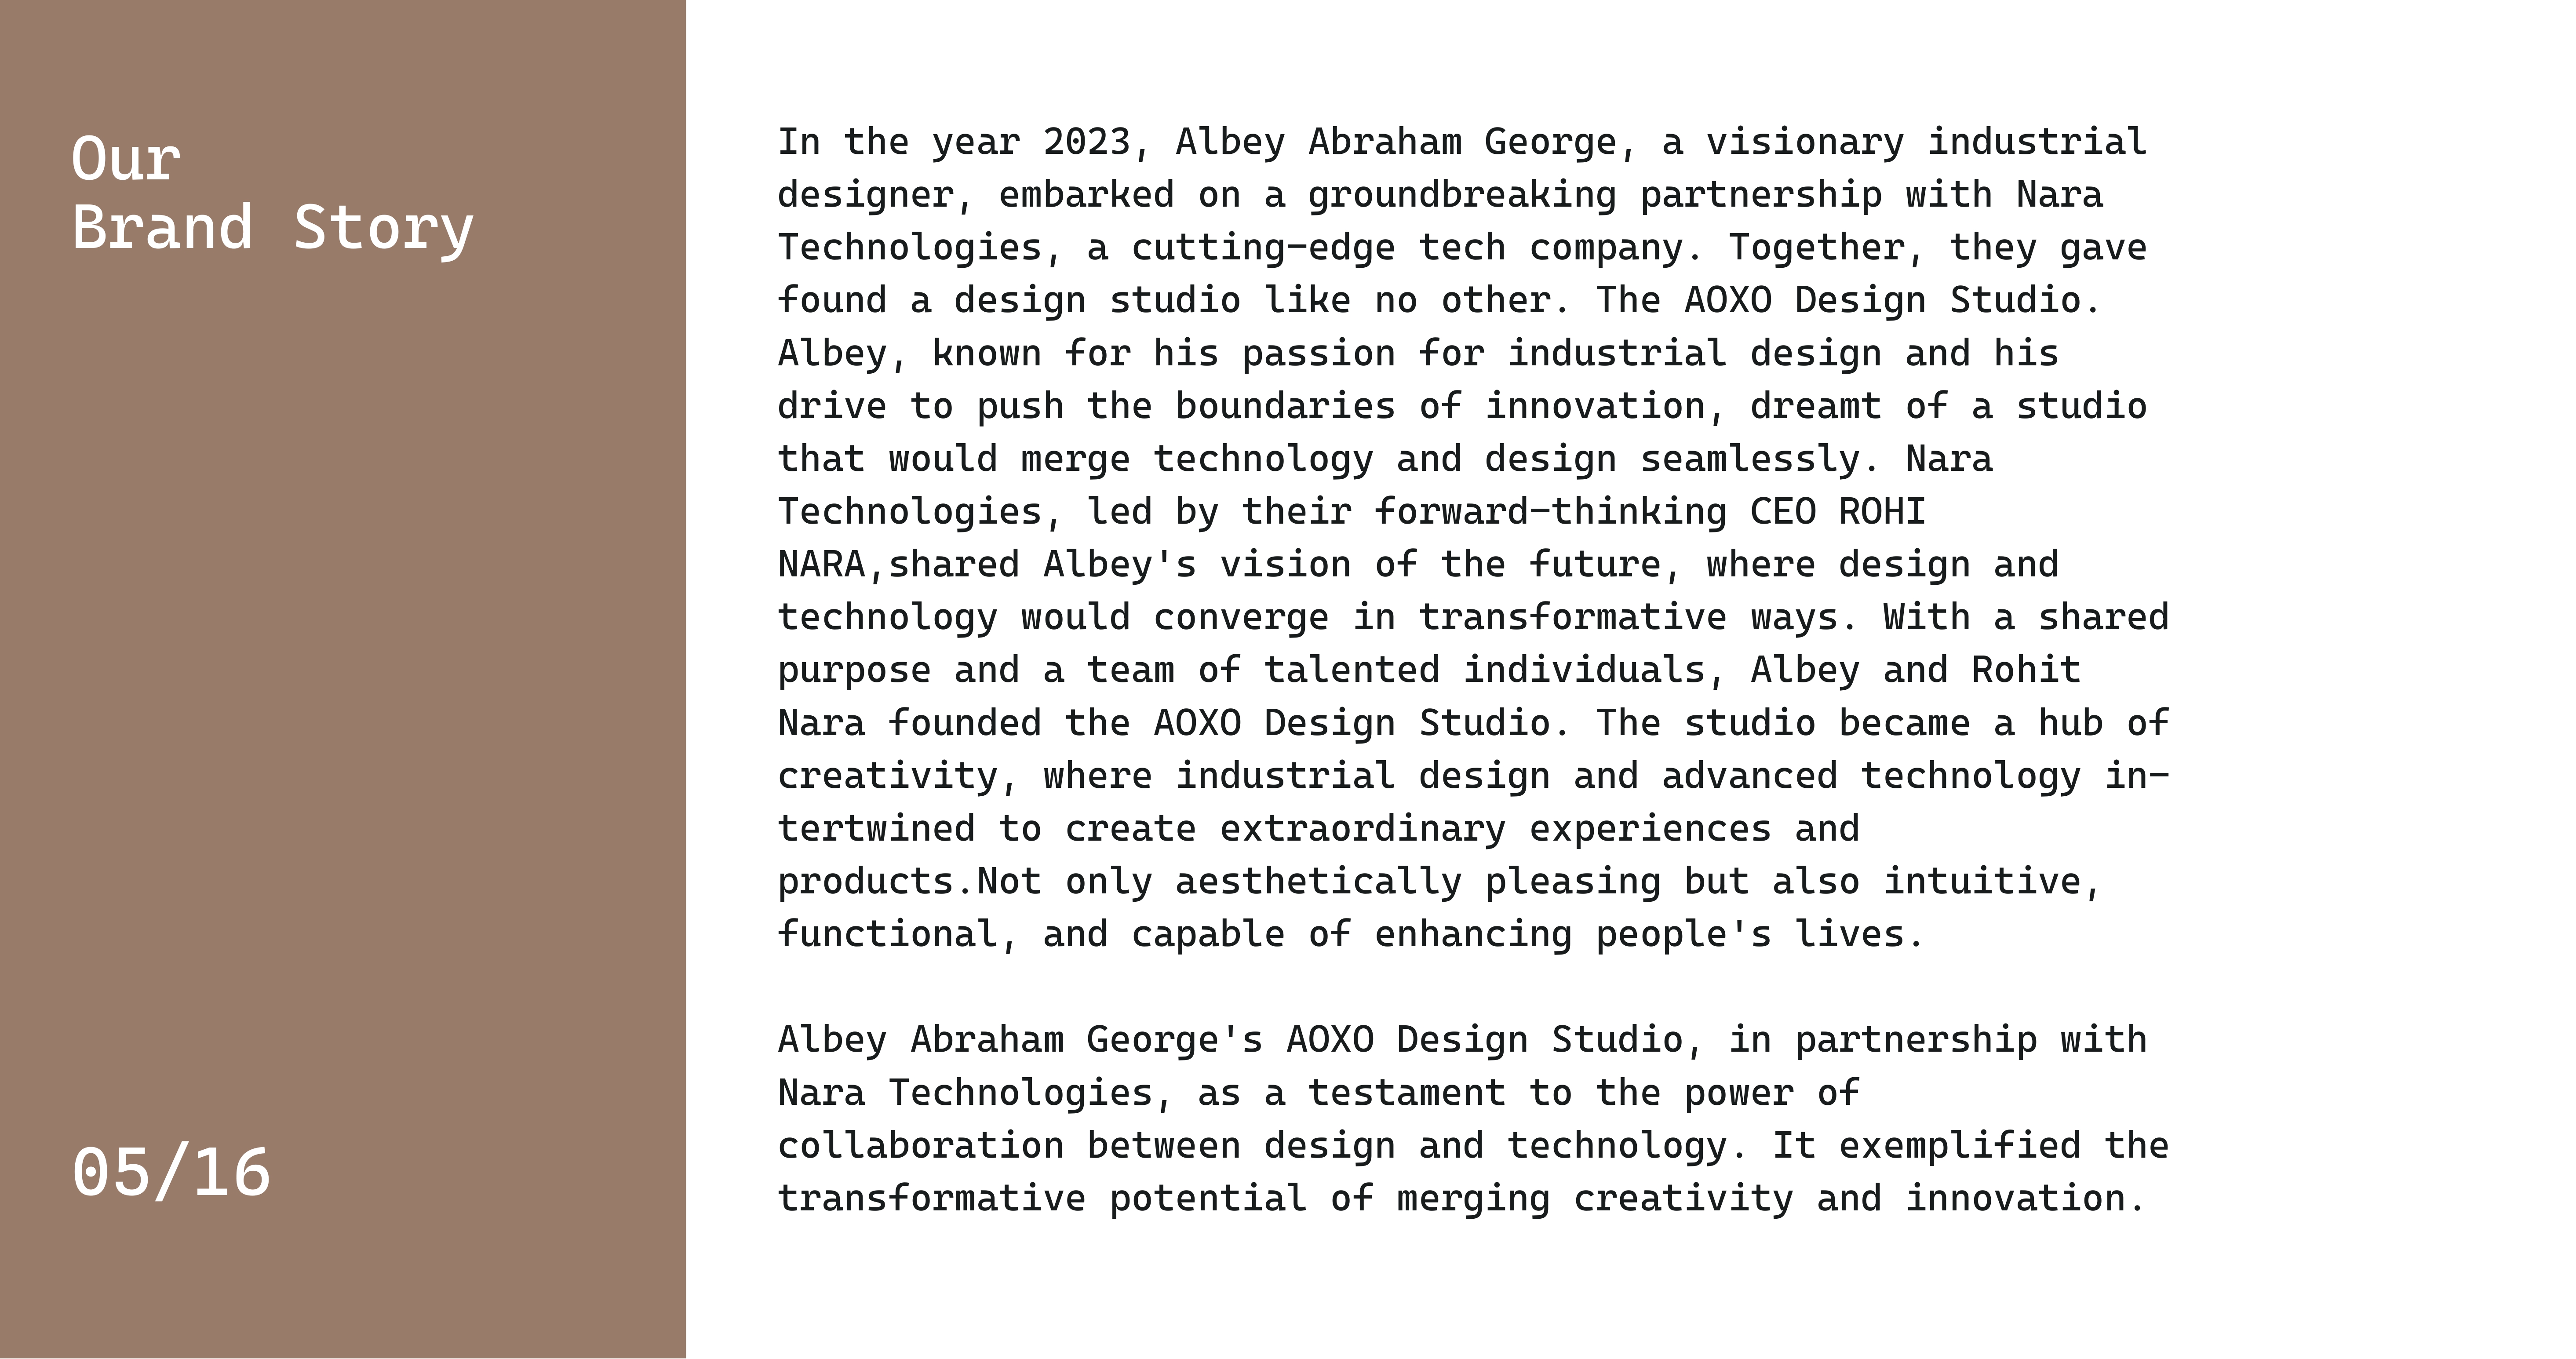 Our
Brand Story
In the year 2023, Albey Abraham George, a visionary industrial
designer, embarked on a groundbreaking partnership with Nara
Technologies, a cutting-edge tech company. Together, they gave
found a design studio like no other. The AOXO Design Studio.
Albey, known for his passion for industrial design and his
drive to push the boundaries of innovation, dreamt of a studio
that would merge technology and design seamlessly. Nara
Technologies, led by their forward-thinking CEO ROHI
NARA,shared Albey's vision of the future, where design and
technology would converge in transformative ways. With a shared
purpose and a team of talented individuals, Albey and Rohit
Nara founded the AOXO Design Studio. The studio became a hub of
creativity, where industrial design and advanced technology in-
tertwined to create extraordinary experiences and
products.Not only aesthetically pleasing but also intuitive,
functional, and capable of enhancing people's lives.
Albey Abraham George's AOXO Design Studio, in partnership with
Nara Technologies, as a testament to the power of
collaboration between design and technology. It exemplified the
transformative potential of merging creativity and innovation.
05/16